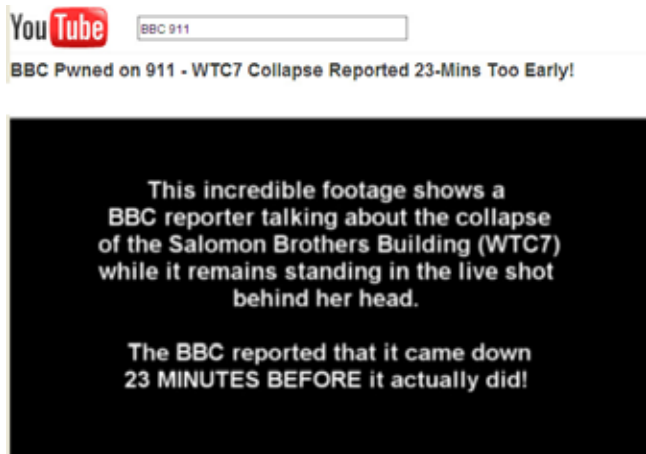 You Tube
BBC 911
BBC Pwned on 911 - WTC7 Collapse Reported 23-Mins Too Early!
This incredible footage shows a
BBC reporter talking about the collapse
of the Salomon Brothers Building (WTC7)
while it remains standing in the live shot
behind her head.
The BBC reported that it came down
23 MINUTES BEFORE it actually did!